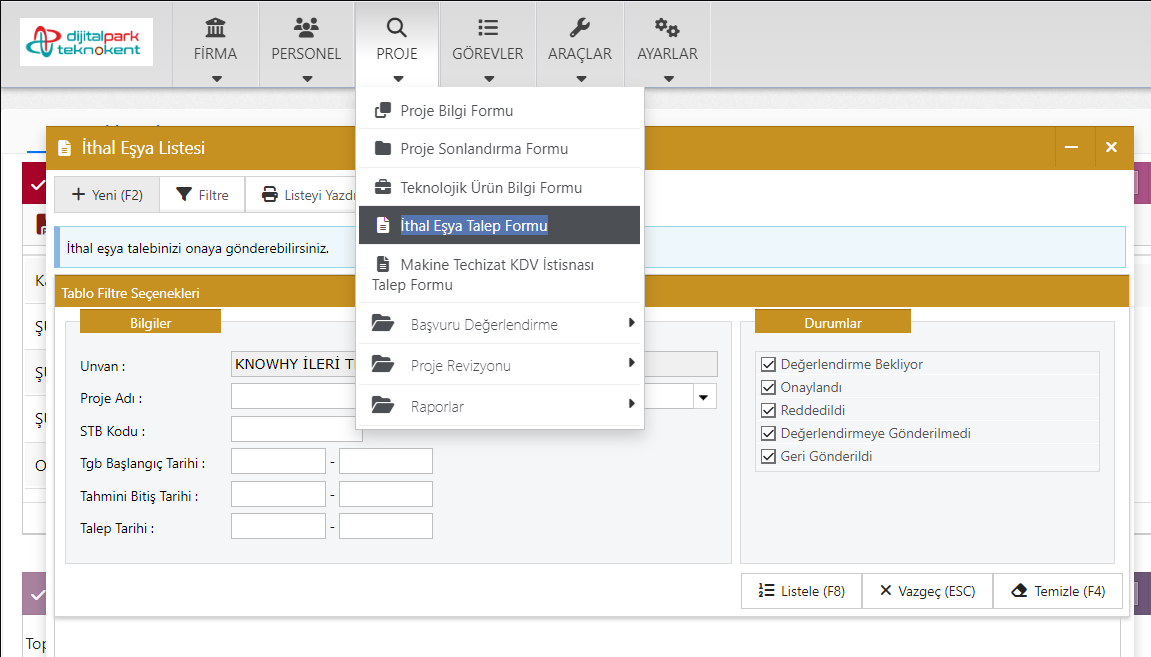 dijitalpark
teknokent
FİRMA
PERSONEL
PROJE
GÖREVLER
ARAÇLAR
AYARLAR
Proje Bilgi Formu
Proje Sonlandırma Formu
Teknolojik Ürün Bilgi Formu
İthal Eşya Talep Formu
Makine Techizat KDV İstisnası
Talep Formu
Başvuru Değerlendirme
Proje Revizyonu
Raporlar
İthal Eşya Listesi
Yeni (F2)
Filtre
Listeyi Yazdı
İthal eşya talebinizi onaya gönderebilirsiniz.
Tablo Filtre Seçenekleri
Bilgiler
Unvan :
KNOWHY İLERİ T
Proje Adı :
STB Kodu :
Tgb Başlangıç Tarihi :
-
Tahmini Bitiş Tarihi :
-
Talep Tarihi :
-
Durumlar
Değerlendirme Bekliyor
Onaylandı
Reddedildi
Değerlendirmeye Gönderilmedi
Geri Gönderildi
Listele (F8)
Vazgeç (ESC)
Temizle (F4)
Ka
ŞU
ŞU
ŞU
O
Top